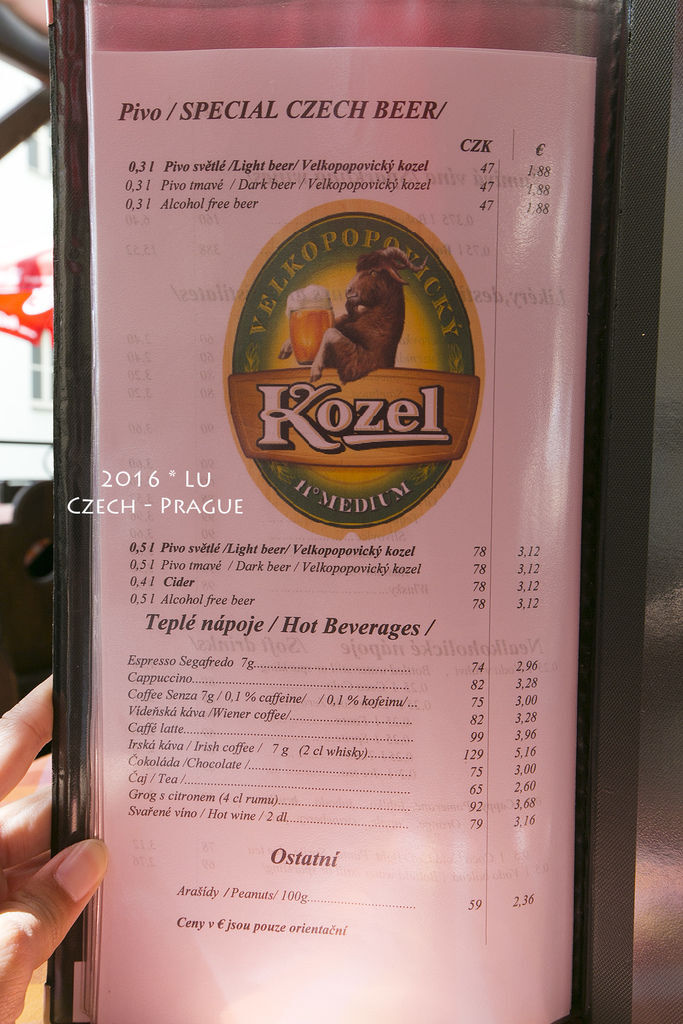 Pivo / SPECIAL CZECH BEER/
CZK €
0,3 l Pivo světlé /Light beer/ Velkopopovický kozel 47 1,88
0,3 l Pivo tmavé / Dark beer / Velkopopovický kozel 47 1,88
0,3 l Alcohol free beer 47 1,88
VELKOPOPOVICKÝ
Kozel
11° MEDIUM
2016 * LU
CZECH - PRAGUE
0,5 l Pivo světlé /Light beer/ Velkopopovický kozel 78 3,12
0,5 l Pivo tmavé / Dark beer / Velkopopovický kozel 78 3,12
0,4 l Cider 78 3,12
0,5 l Alcohol free beer 78 3,12
Teplé nápoje / Hot Beverages /
Espresso Segafredo 7g 74 2,96
Cappuccino 82 3,28
Coffee Senza 7g / 0,1 % caffeine/ / 0,1 % kofeinu/... 75 3,00
Vídeňská káva /Wiener coffee/ 82 3,28
Caffé latte 99 3,96
Irská káva / Irish coffee / 7 g (2 cl whisky) 129 5,16
Čokoláda /Chocolate / 75 3,00
Čaj / Tea / 65 2,60
Grog s citronem (4 cl rumu) 92 3,68
Svařené víno / Hot wine / 2 dl 79 3,16
Ostatní
Arašídy / Peanuts/ 100g 59 2,36
Ceny v € jsou pouze orientační